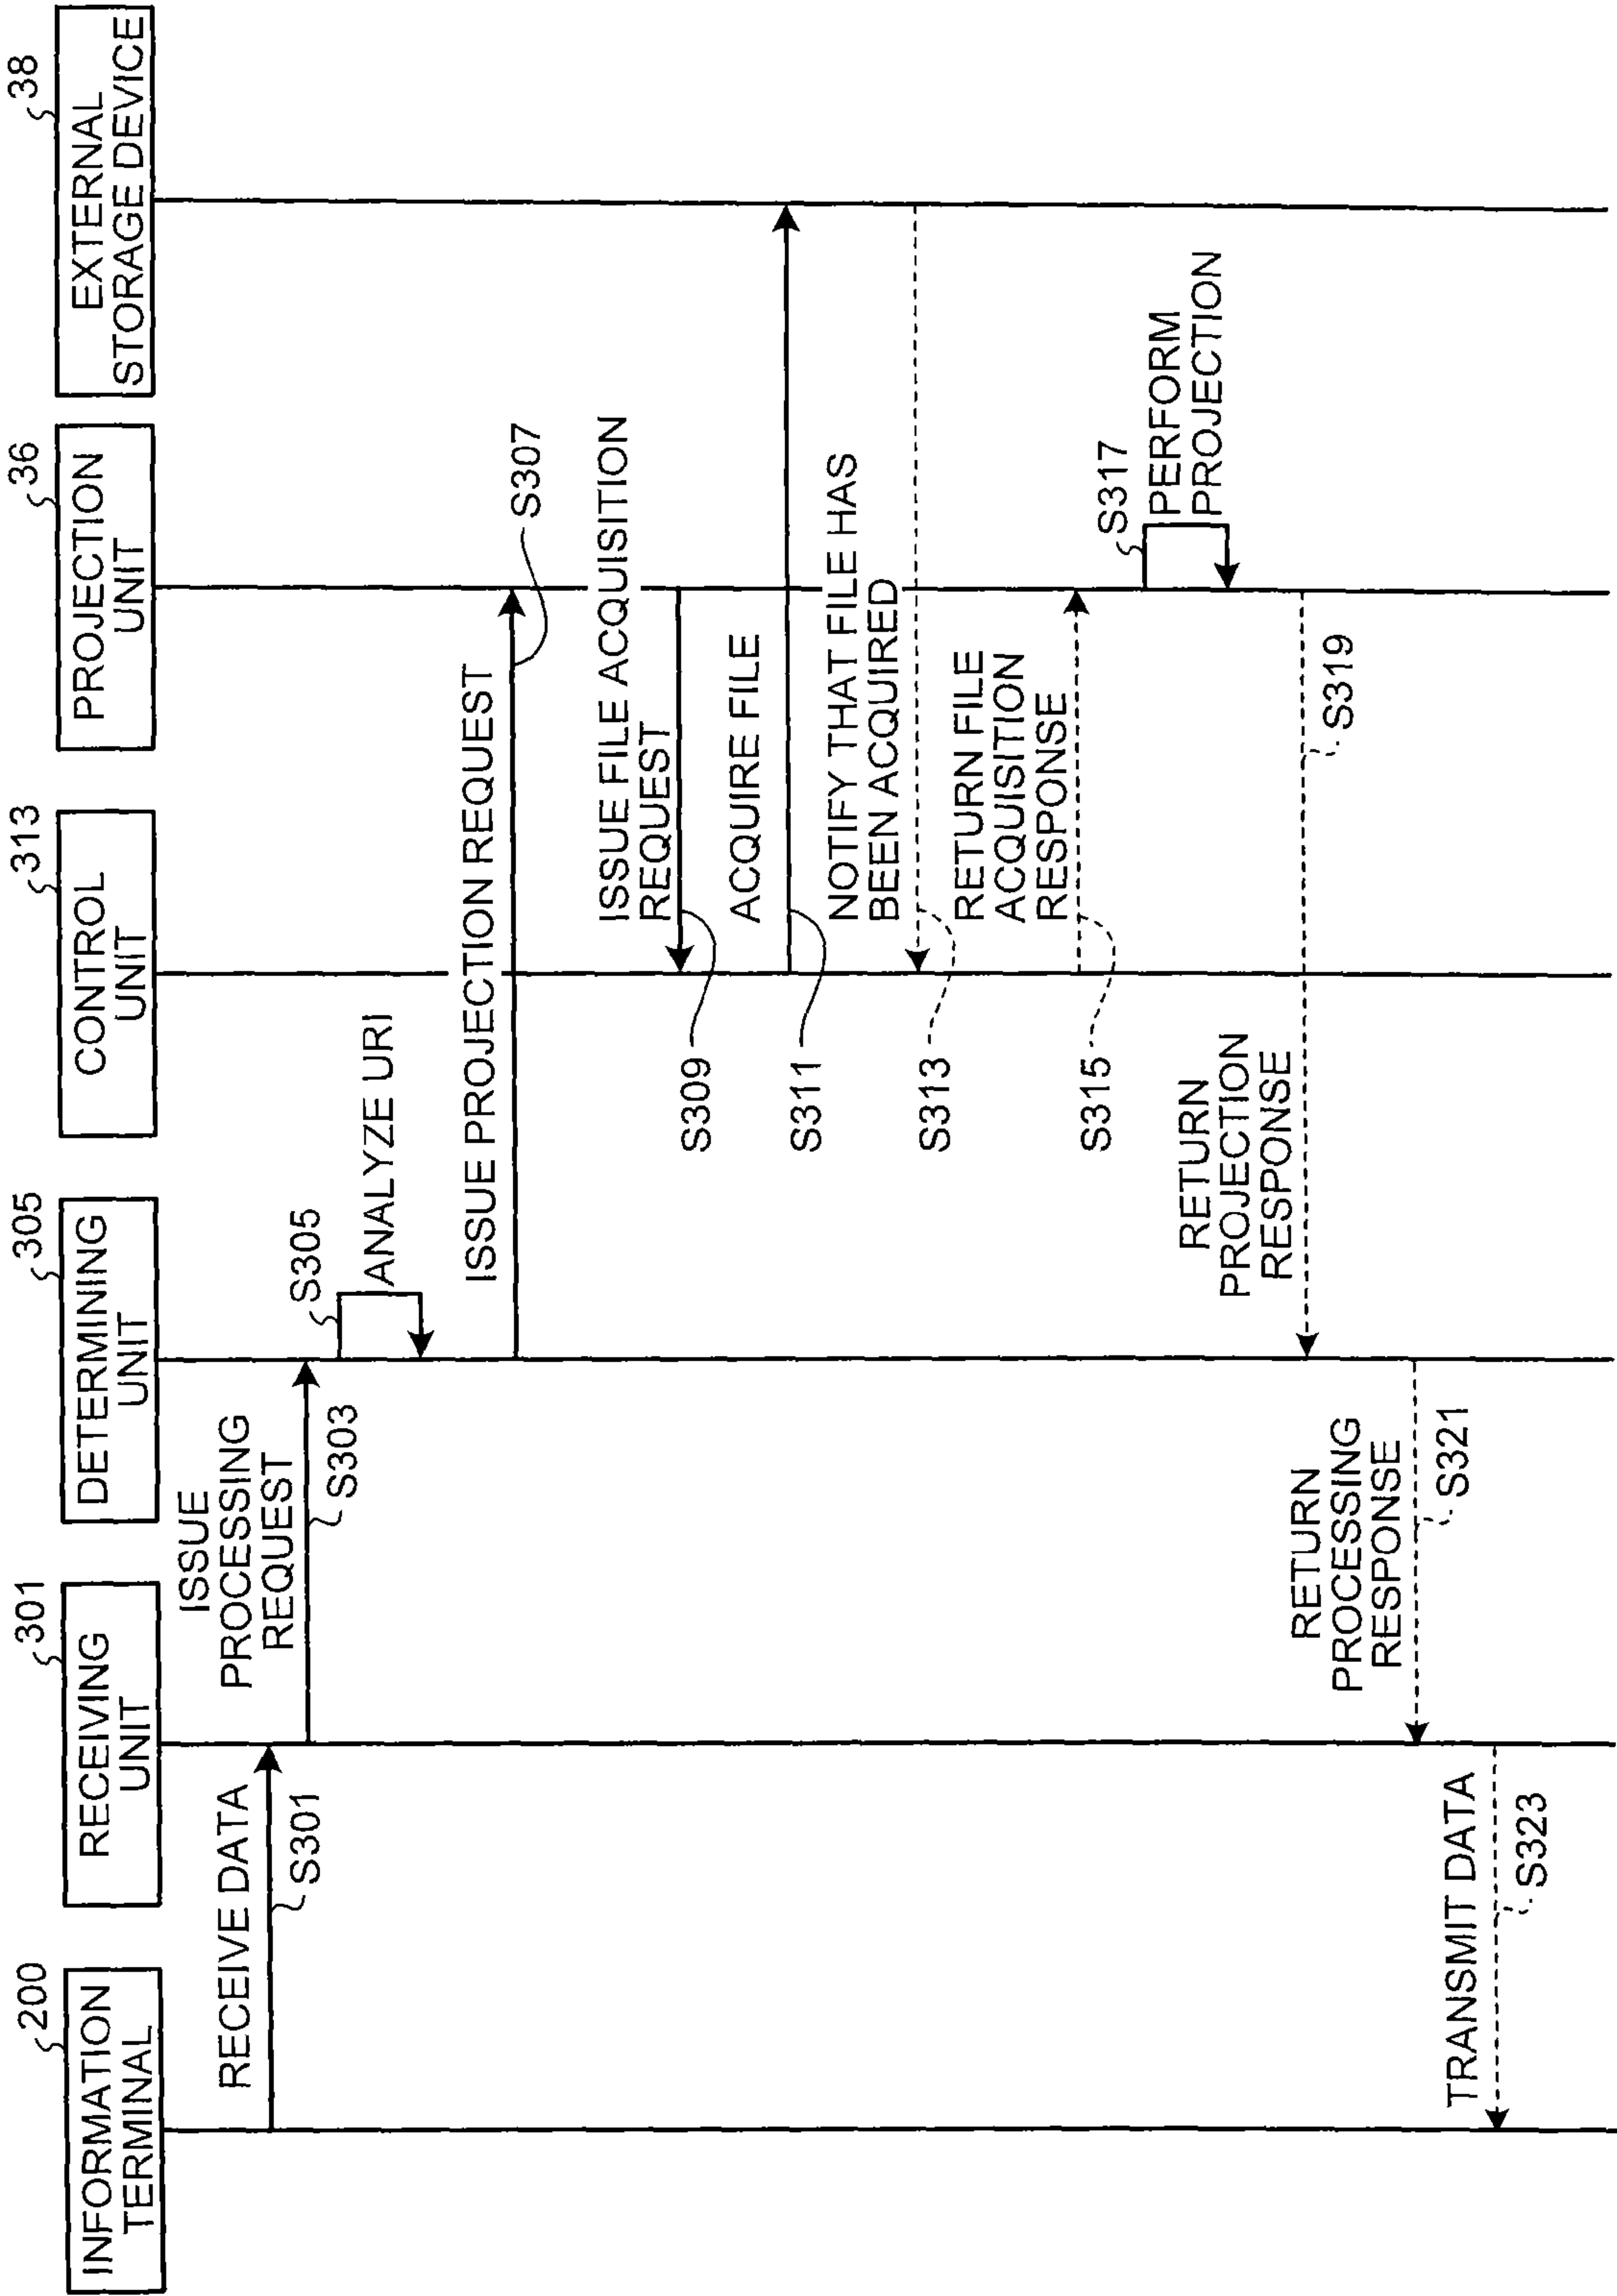 200
INFORMATION
TERMINAL
301
RECEIVING
UNIT
305
DETERMINING
UNIT
313
CONTROL
UNIT
36
PROJECTION
UNIT
38
EXTERNAL
STORAGE DEVICE
RECEIVE DATA
S301
ISSUE
PROCESSING
REQUEST
S303
S305
ANALYZE URI
ISSUE PROJECTION REQUEST
S307
ISSUE FILE ACQUISITION
REQUEST
S309
ACQUIRE FILE
S311
NOTIFY THAT FILE HAS
BEEN ACQUIRED
S313
RETURN FILE
ACQUISITION
RESPONSE
S315
S317
PERFORM
PROJECTION
RETURN
PROJECTION
RESPONSE
S319
RETURN
PROCESSING
RESPONSE
S321
TRANSMIT DATA
S323